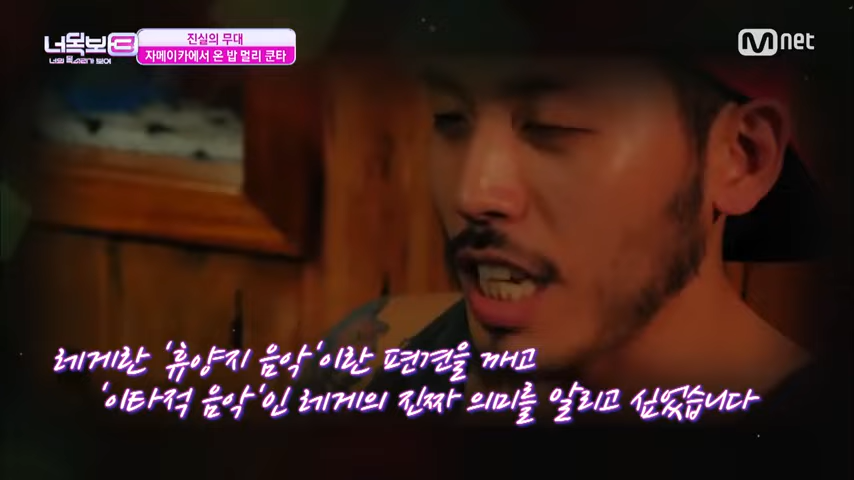 너목보3
너의 목소리가 보여
진실의 무대
자메이카에서 온 밥 멀리 쿤타
Mnet
레게란 '휴양지 음악'이란 편견을 깨고
'이타적 음악'인 레게의 진짜 의미를 알리고 싶었습니다